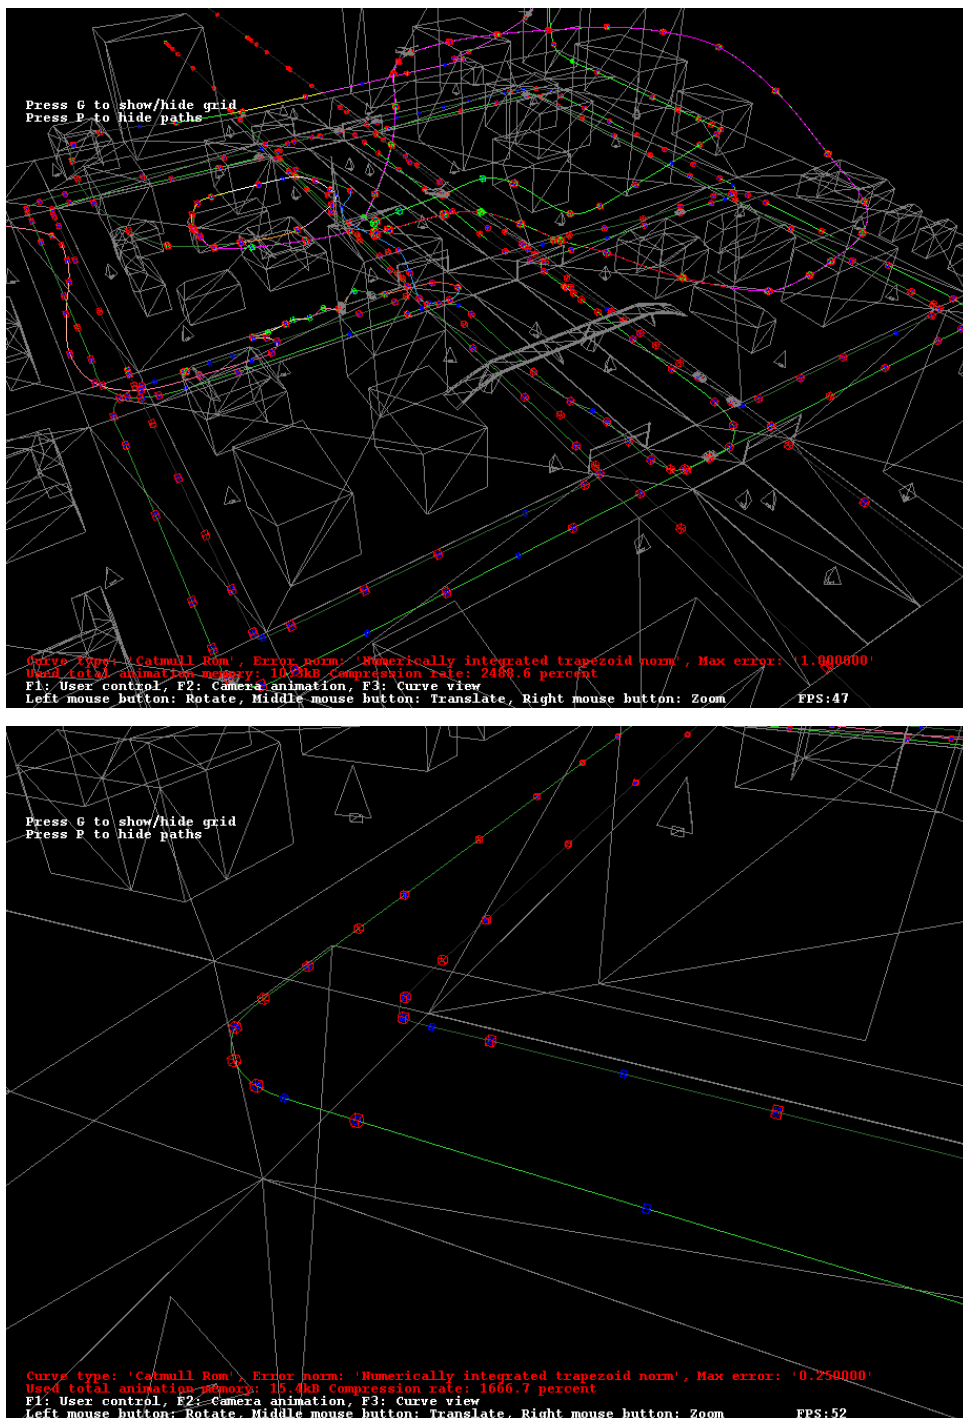 Press G to show/hide grid
Press P to hide paths
Curve type: 'Catmull Rom', Error norm: 'Numerically integrated trapezoid norm', Max error: '1.000000'
Used total animation memory: 10.3kB Compression rate: 2488.6 percent
F1: User control, F2: Camera animation, F3: Curve view
Left mouse button: Rotate, Middle mouse button: Translate, Right mouse button: Zoom FPS:47
Press G to show/hide grid
Press P to hide paths
Curve type: 'Catmull Rom', Error norm: 'Numerically integrated trapezoid norm', Max error: '0.250000'
Used total animation memory: 15.4kB Compression rate: 1666.7 percent
F1: User control, F2: Camera animation, F3: Curve view
Left mouse button: Rotate, Middle mouse button: Translate, Right mouse button: Zoom FPS:52